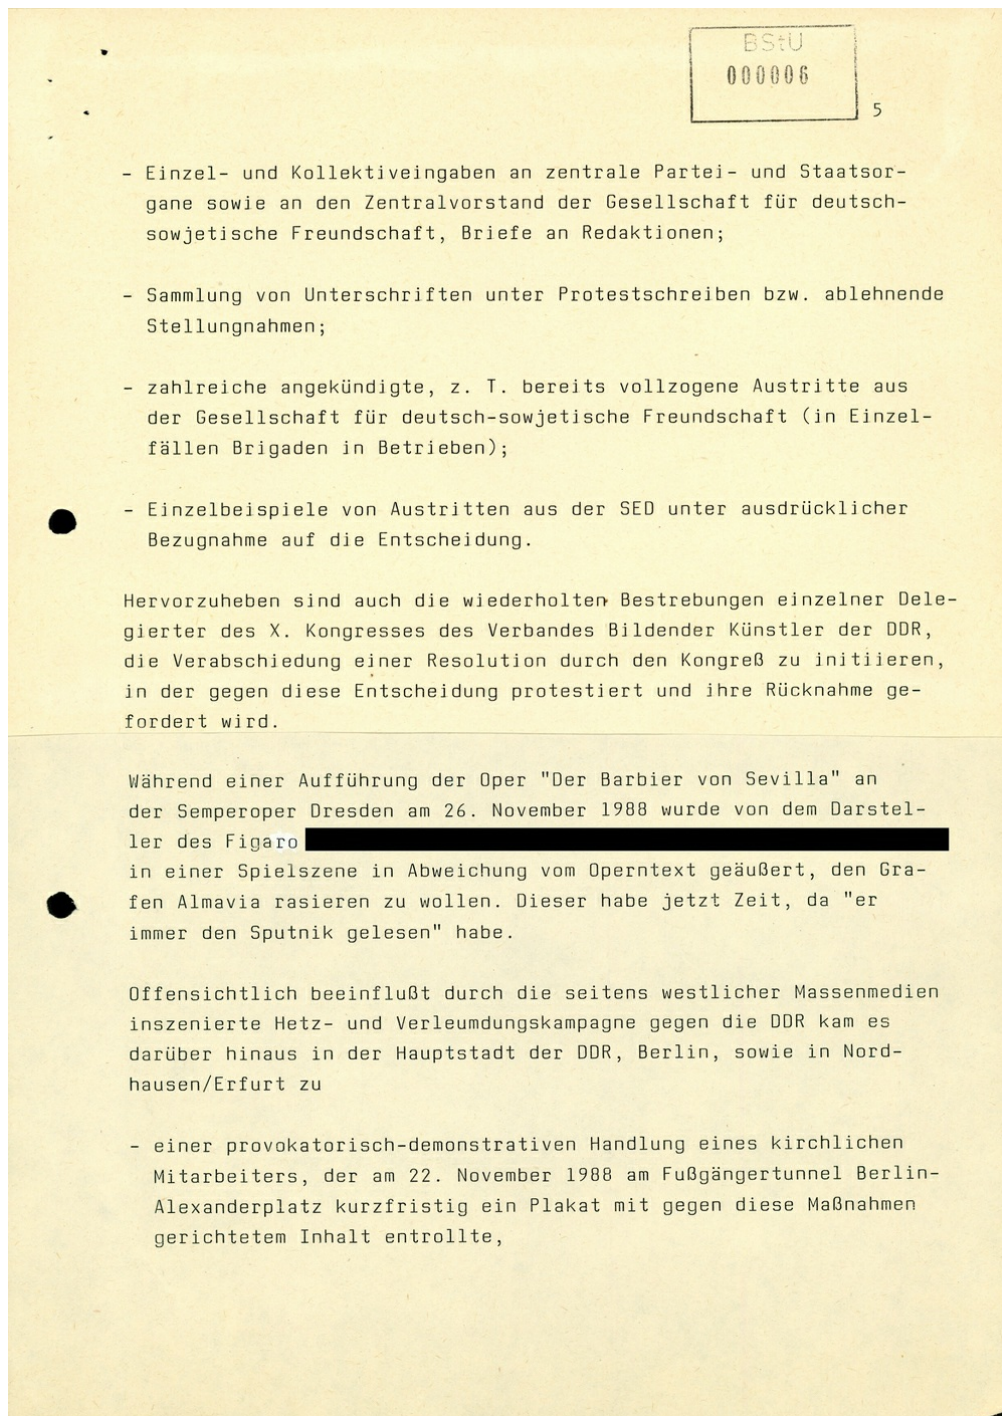 BStU
000006
5
- Einzel- und Kollektiveingaben an zentrale Partei- und Staatsor-
gane sowie an den Zentralvorstand der Gesellschaft für deutsch-
sowjetische Freundschaft, Briefe an Redaktionen;
- Sammlung von Unterschriften unter Protestschreiben bzw. ablehnende
Stellungnahmen;
- zahlreiche angekündigte, z. T. bereits vollzogene Austritte aus
der Gesellschaft für deutsch-sowjetische Freundschaft (in Einzel-
fällen Brigaden in Betrieben);
- Einzelbeispiele von Austritten aus der SED unter ausdrücklicher
Bezugnahme auf die Entscheidung.
Hervorzuheben sind auch die wiederholten Bestrebungen einzelner Dele-
gierter des X. Kongresses des Verbandes Bildender Künstler der DDR,
die Verabschiedung einer Resolution durch den Kongreß zu initiieren,
in der gegen diese Entscheidung protestiert und ihre Rücknahme ge-
fordert wird.
Während einer Aufführung der Oper "Der Barbier von Sevilla" an
der Semperoper Dresden am 26. November 1988 wurde von dem Darstel-
ler des Figaro
in einer Spielszene in Abweichung vom Operntext geäußert, den Gra-
fen Almavia rasieren zu wollen. Dieser habe jetzt Zeit, da "er
immer den Sputnik gelesen" habe.
Offensichtlich beeinflußt durch die seitens westlicher Massenmedien
inszenierte Hetz- und Verleumdungskampagne gegen die DDR kam es
darüber hinaus in der Hauptstadt der DDR, Berlin, sowie in Nord-
hausen/Erfurt zu
- einer provokatorisch-demonstrativen Handlung eines kirchlichen
Mitarbeiters, der am 22. November 1988 am Fußgängertunnel Berlin-
Alexanderplatz kurzfristig ein Plakat mit gegen diese Maßnahmen
gerichtetem Inhalt entrollte,